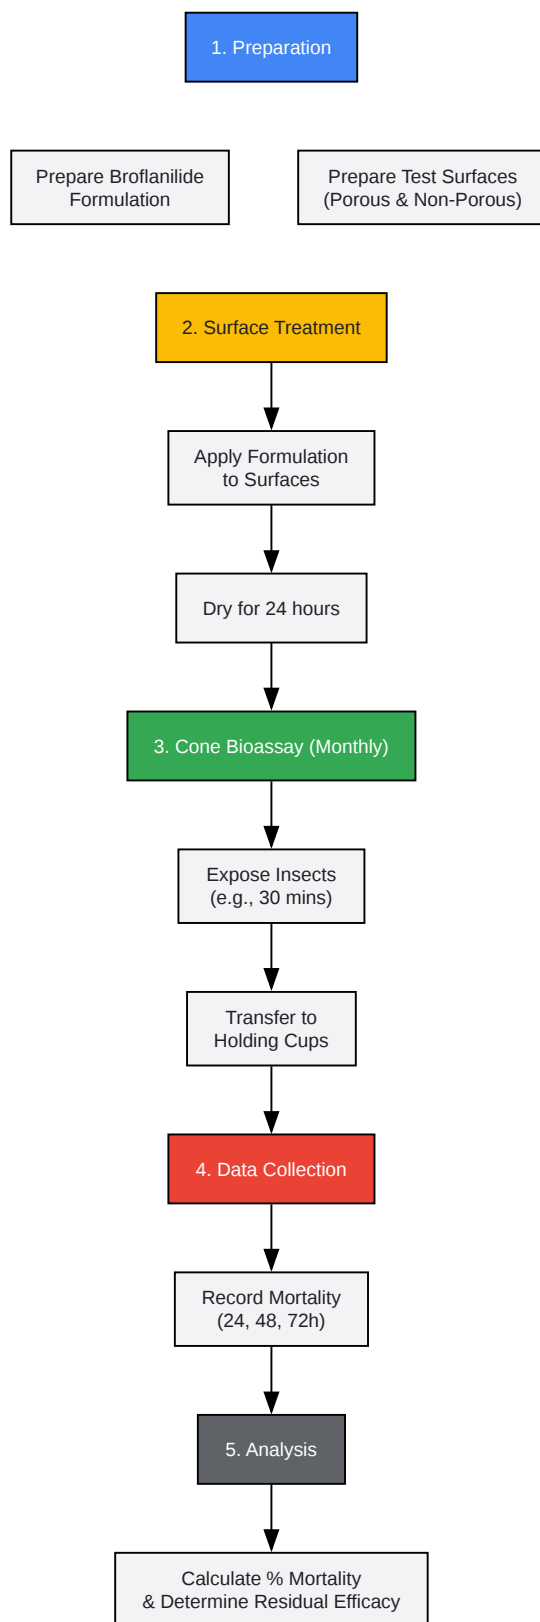 1. Preparation
Prepare Broflanilide
Formulation
Prepare Test Surfaces
(Porous & Non-Porous)
2. Surface Treatment
Apply Formulation
to Surfaces
Dry for 24 hours
3. Cone Bioassay (Monthly)
Expose Insects
(e.g., 30 mins)
Transfer to
Holding Cups
4. Data Collection
Record Mortality
(24, 48, 72h)
5. Analysis
Calculate % Mortality
& Determine Residual Efficacy